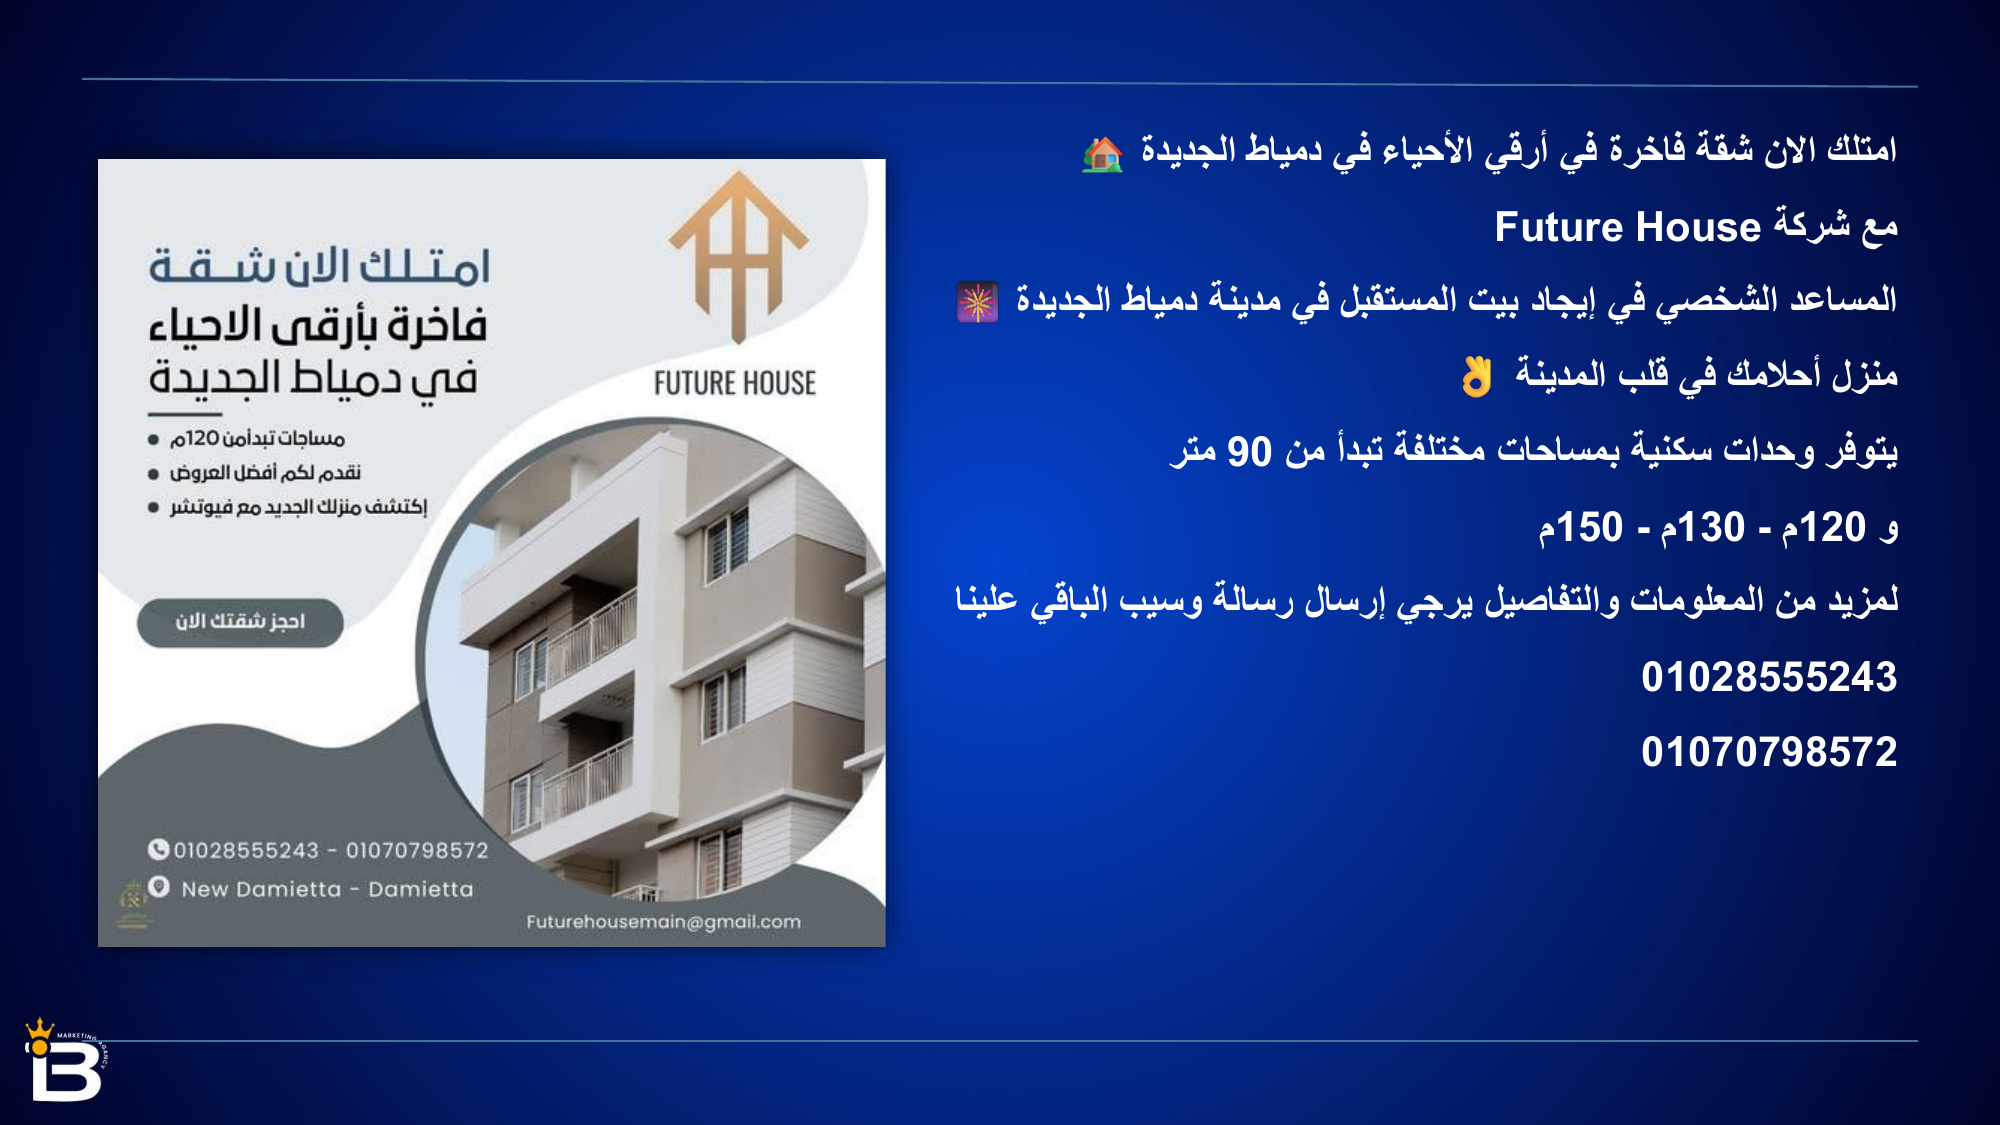 امتلك الان شقة فاخرة في أرقي الأحياء في دمياط الجديدة 🏡
مع شركة Future House
المساعد الشخصي في إيجاد بيت المستقبل في مدينة دمياط الجديدة 🎇
منزل أحلامك في قلب المدينة 👌
يتوفر وحدات سكنية بمساحات مختلفة تبدأ من 90 متر
و 120م - 130م - 150م
لمزيد من المعلومات والتفاصيل يرجي إرسال رسالة وسيب الباقي علينا
01028555243
01070798572
FUTURE HOUSE
امتلك الان شقة
فاخرة بأرقى الاحياء
في دمياط الجديدة
مساجات تبدأمن 120م
نقدم لكم أفضل العروض
إكتشف منزلك الجديد مع فيوتشر
احجز شقتك الان
01028555243 - 01070798572
New Damietta - Damietta
Futurehousemain@gmail.com
MARKETING AGANCY
iB